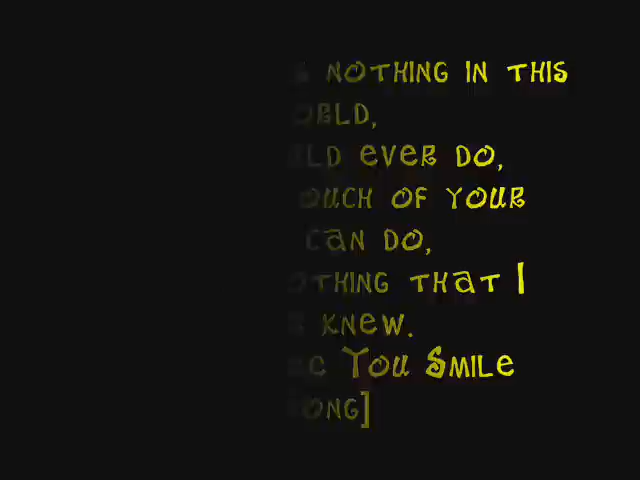 NOTHING IN THIS
ORLD,
LD EVER DO,
OUCH OF YOUR
CAN DO,
OTHING THAT I
KNEW.
YOU SMILE
ONG]